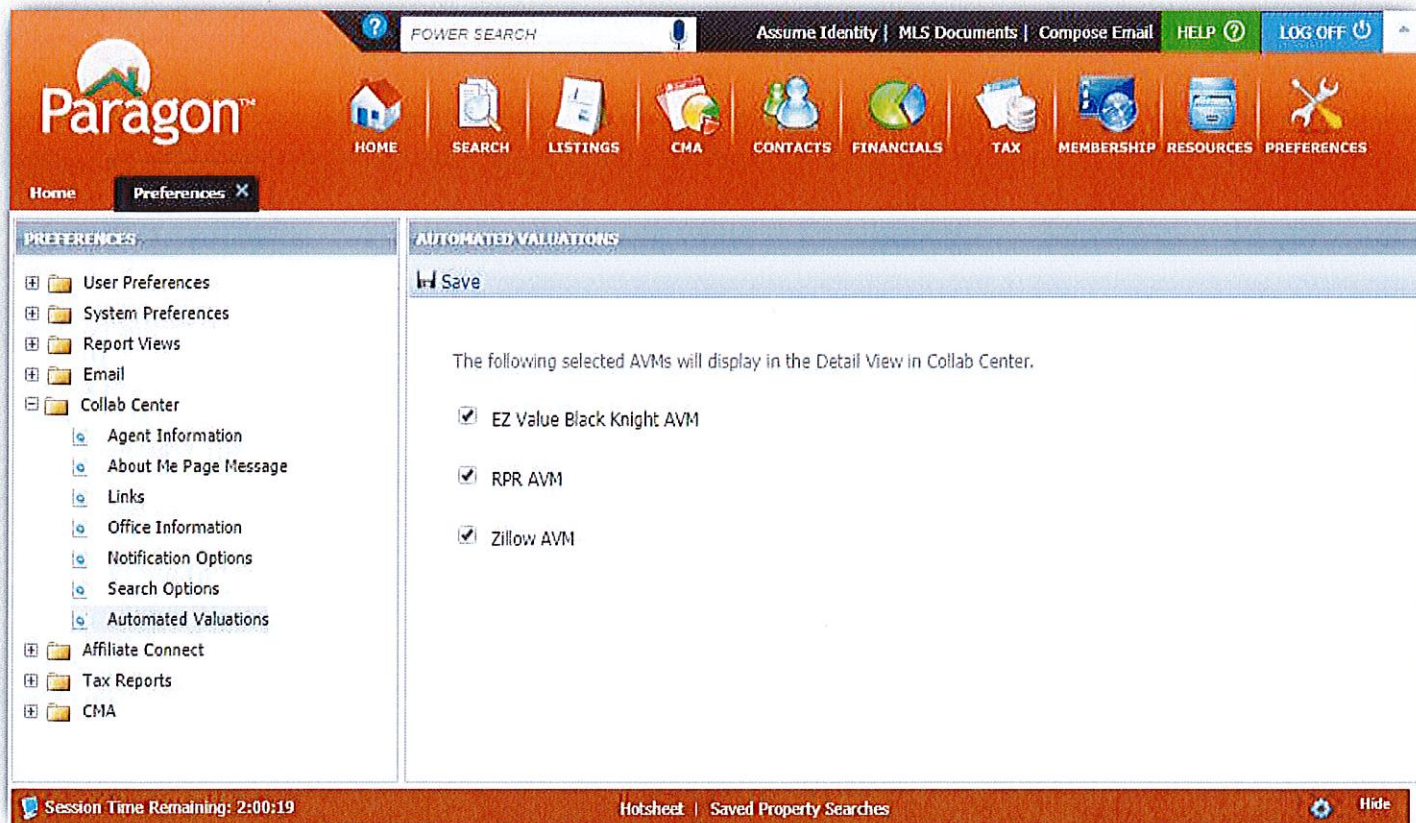 POWER SEARCH
Assume Identity | MLS Documents | Compose Email
HELP
LOG OFF
Paragon™
HOME
SEARCH
LISTINGS
CMA
CONTACTS
FINANCIALS
TAX
MEMBERSHIP
RESOURCES
PREFERENCES
Home
Preferences X
PREFERENCES
User Preferences
System Preferences
Report Views
Email
Collab Center
Agent Information
About Me Page Message
Links
Office Information
Notification Options
Search Options
Automated Valuations
Affiliate Connect
Tax Reports
CMA
AUTOMATED VALUATIONS
Save
The following selected AVMs will display in the Detail View in Collab Center.
EZ Value Black Knight AVM
RPR AVM
Zillow AVM
Session Time Remaining: 2:00:19
Hotsheet | Saved Property Searches
Hide